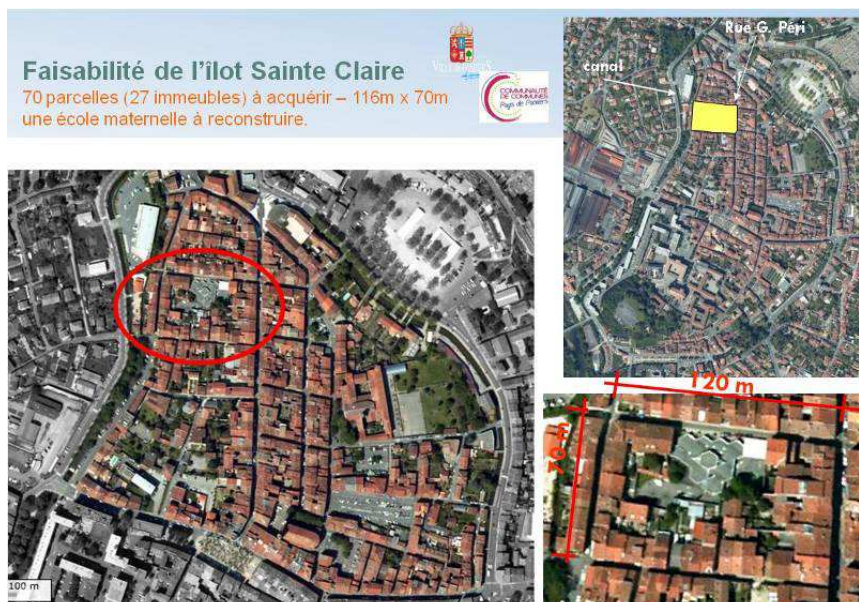 Faisabilité de l'îlot Sainte Claire
70 parcelles (27 immeubles) à acquérir – 116m x 70m
une école maternelle à reconstruire.
COMMUNAUTÉ
DE COMMUNES
Pays de Pamiers
Rue G. Péri
canal
120 m
70 m
100 m